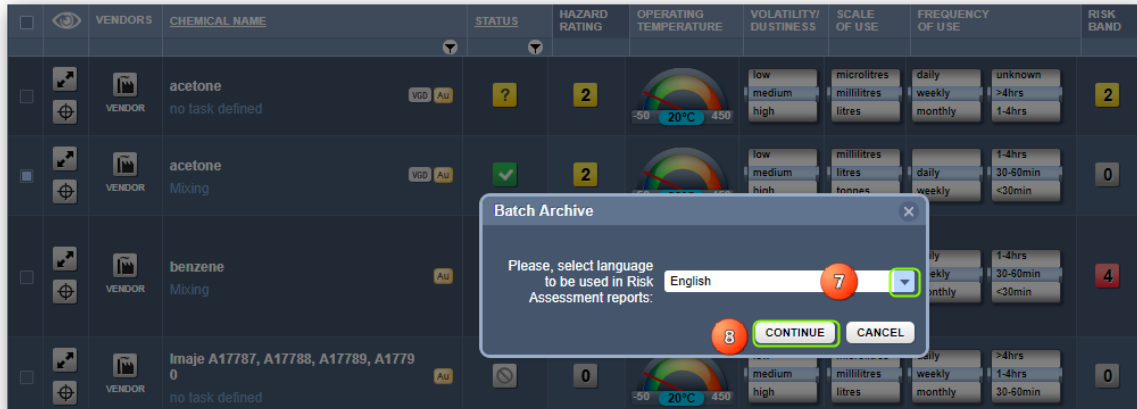 VENDORS
CHEMICAL NAME
STATUS
HAZARD
RATING
OPERATING
TEMPERATURE
VOLATILITY/
DUSTINESS
SCALE
OF USE
FREQUENCY
OF USE
RISK
BAND
VENDOR
acetone
no task defined
VGD Au
?
2
-50 20°C 450
low
medium
high
microlitres
millilitres
litres
daily
weekly
monthly
unknown
>4hrs
1-4hrs
2
VENDOR
acetone
Mixing
VGD Au
2
low
medium
high
millilitres
litres
tonnes
daily
weekly
1-4hrs
30-60min
<30min
0
Batch Archive
Please, select language
to be used in Risk
Assessment reports:
English
7
8
CONTINUE
CANCEL
VENDOR
benzene
Mixing
Au
1-4hrs
30-60min
<30min
4
VENDOR
Imaje A17787, A17788, A17789, A1779
0
no task defined
Au
0
-50 20°C 450
medium
high
millilitres
litres
daily
weekly
monthly
>4hrs
1-4hrs
30-60min
0